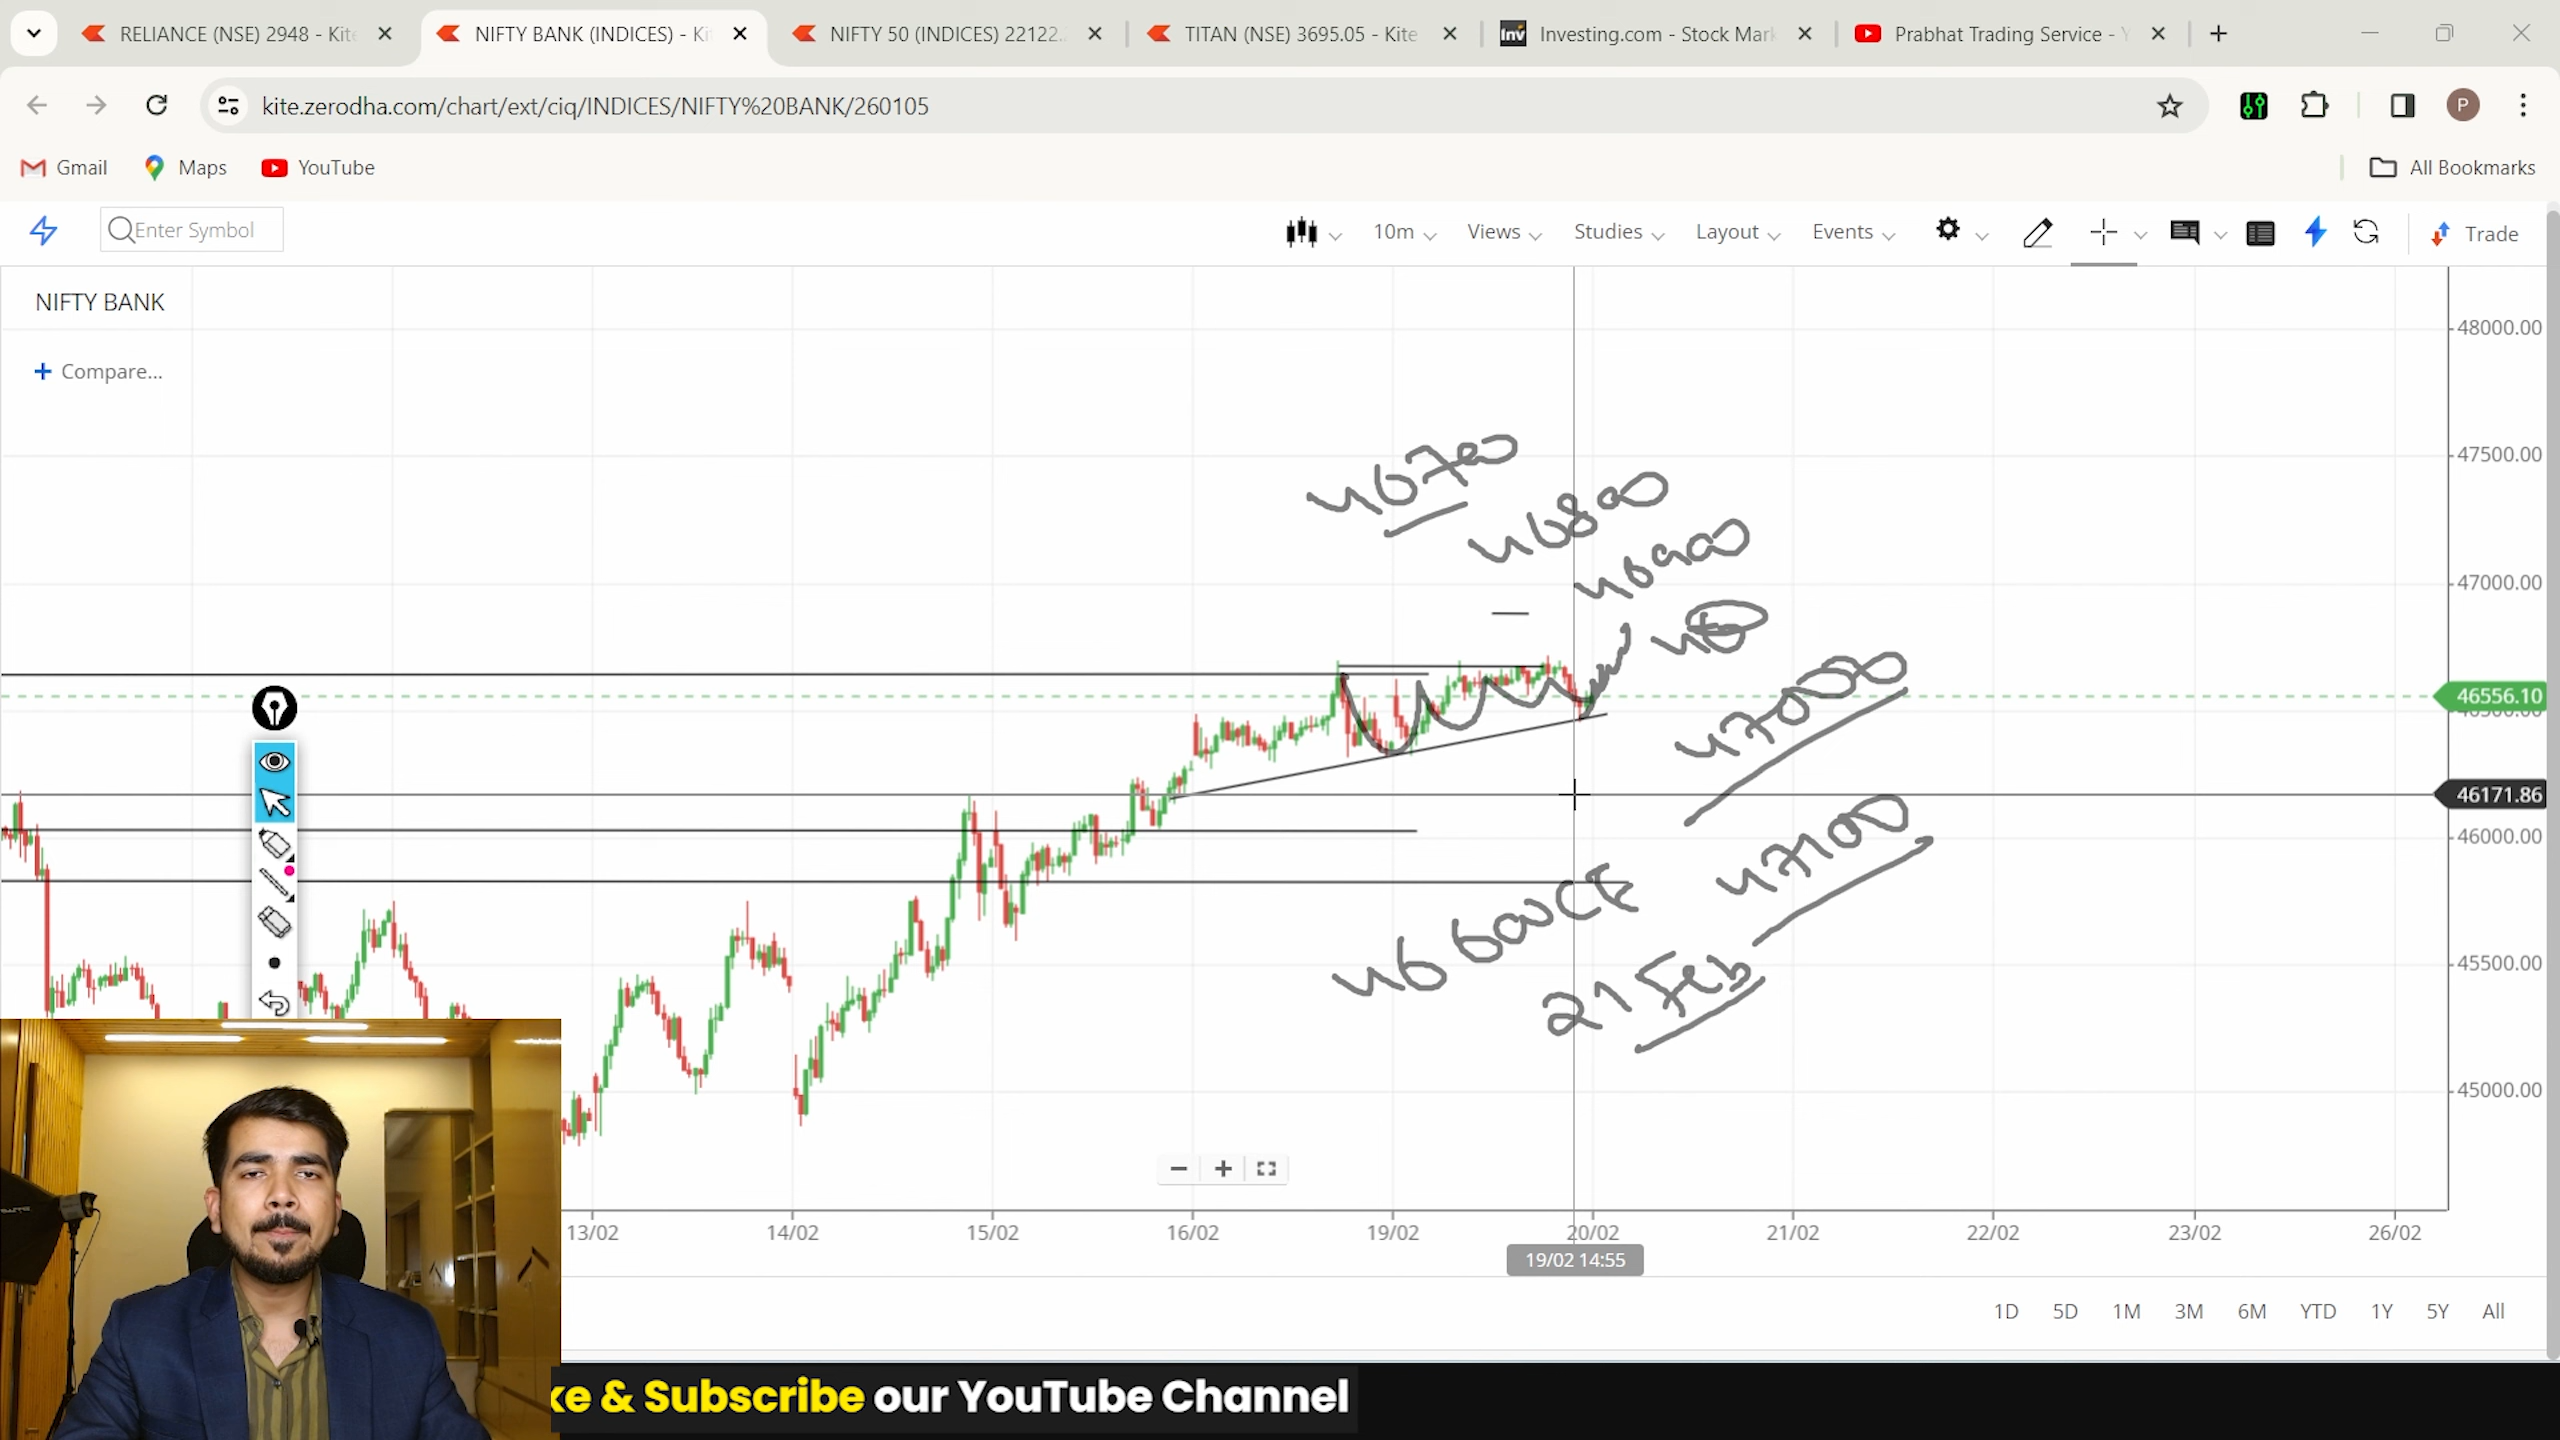 RELIANCE (NSE) 2948 - Kite
NIFTY BANK (INDICES) - Ki
NIFTY 50 (INDICES) 22122.
TITAN (NSE) 3695.05 - Kite
Investing.com - Stock Mar
Prabhat Trading Service - Y
kite.zerodha.com/chart/ext/ciq/INDICES/NIFTY%20BANK/260105
P
Gmail
Maps
YouTube
All Bookmarks
Enter Symbol
10m
Views
Studies
Layout
Events
Trade
NIFTY BANK
+ Compare...
48000.00
47500.00
47000.00
46556.10
46171.86
46000.00
45500.00
45000.00
46700
46800
46900
47000
47100
46600 CE
21 Feb
13/02
14/02
15/02
16/02
19/02
20/02
21/02
22/02
23/02
26/02
19/02 14:55
1D
5D
1M
3M
6M
YTD
1Y
5Y
All
ke & Subscribe our YouTube Channel